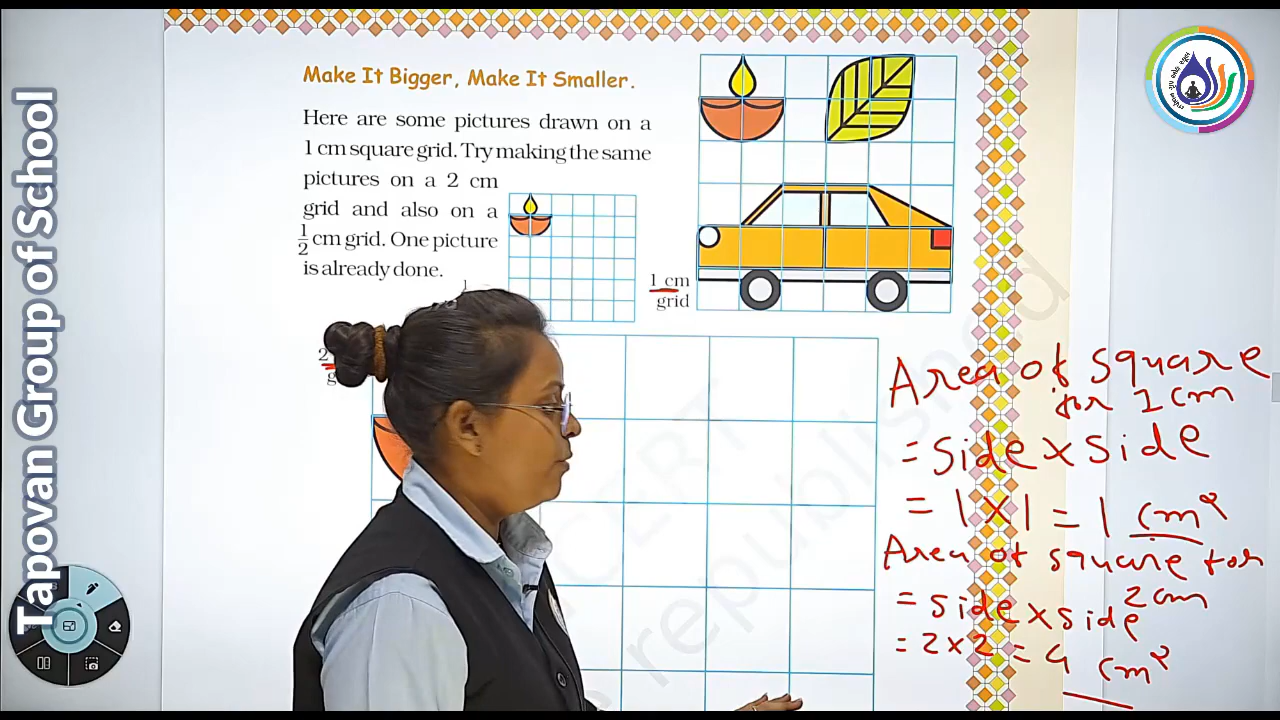 Tapovan Group of School
Make It Bigger, Make It Smaller.
Here are some pictures drawn on a
1 cm square grid. Try making the same
pictures on a 2 cm
grid and also on a
1/2 cm grid. One picture
is already done.
1 cm
grid
2
g
Area of square
for 1 cm
= side × side
= 1 × 1 = 1 cm²
Area of square for
2 cm
= side × side
= 2 × 2 = 4 cm²
republished